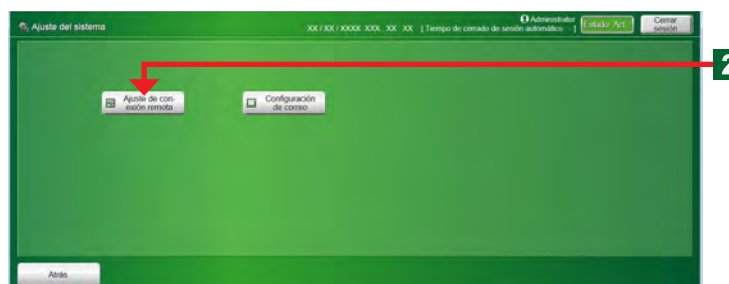 Ajuste del sistema
XX / XX / XXXX XXX. XX XX [ Tiempo de cerrado de sesión automático - ]
Administrator
Estado Act.
Cerrar
sesión
2
Ajuste de con-
exión remota
Configuración
de correo
Atrás